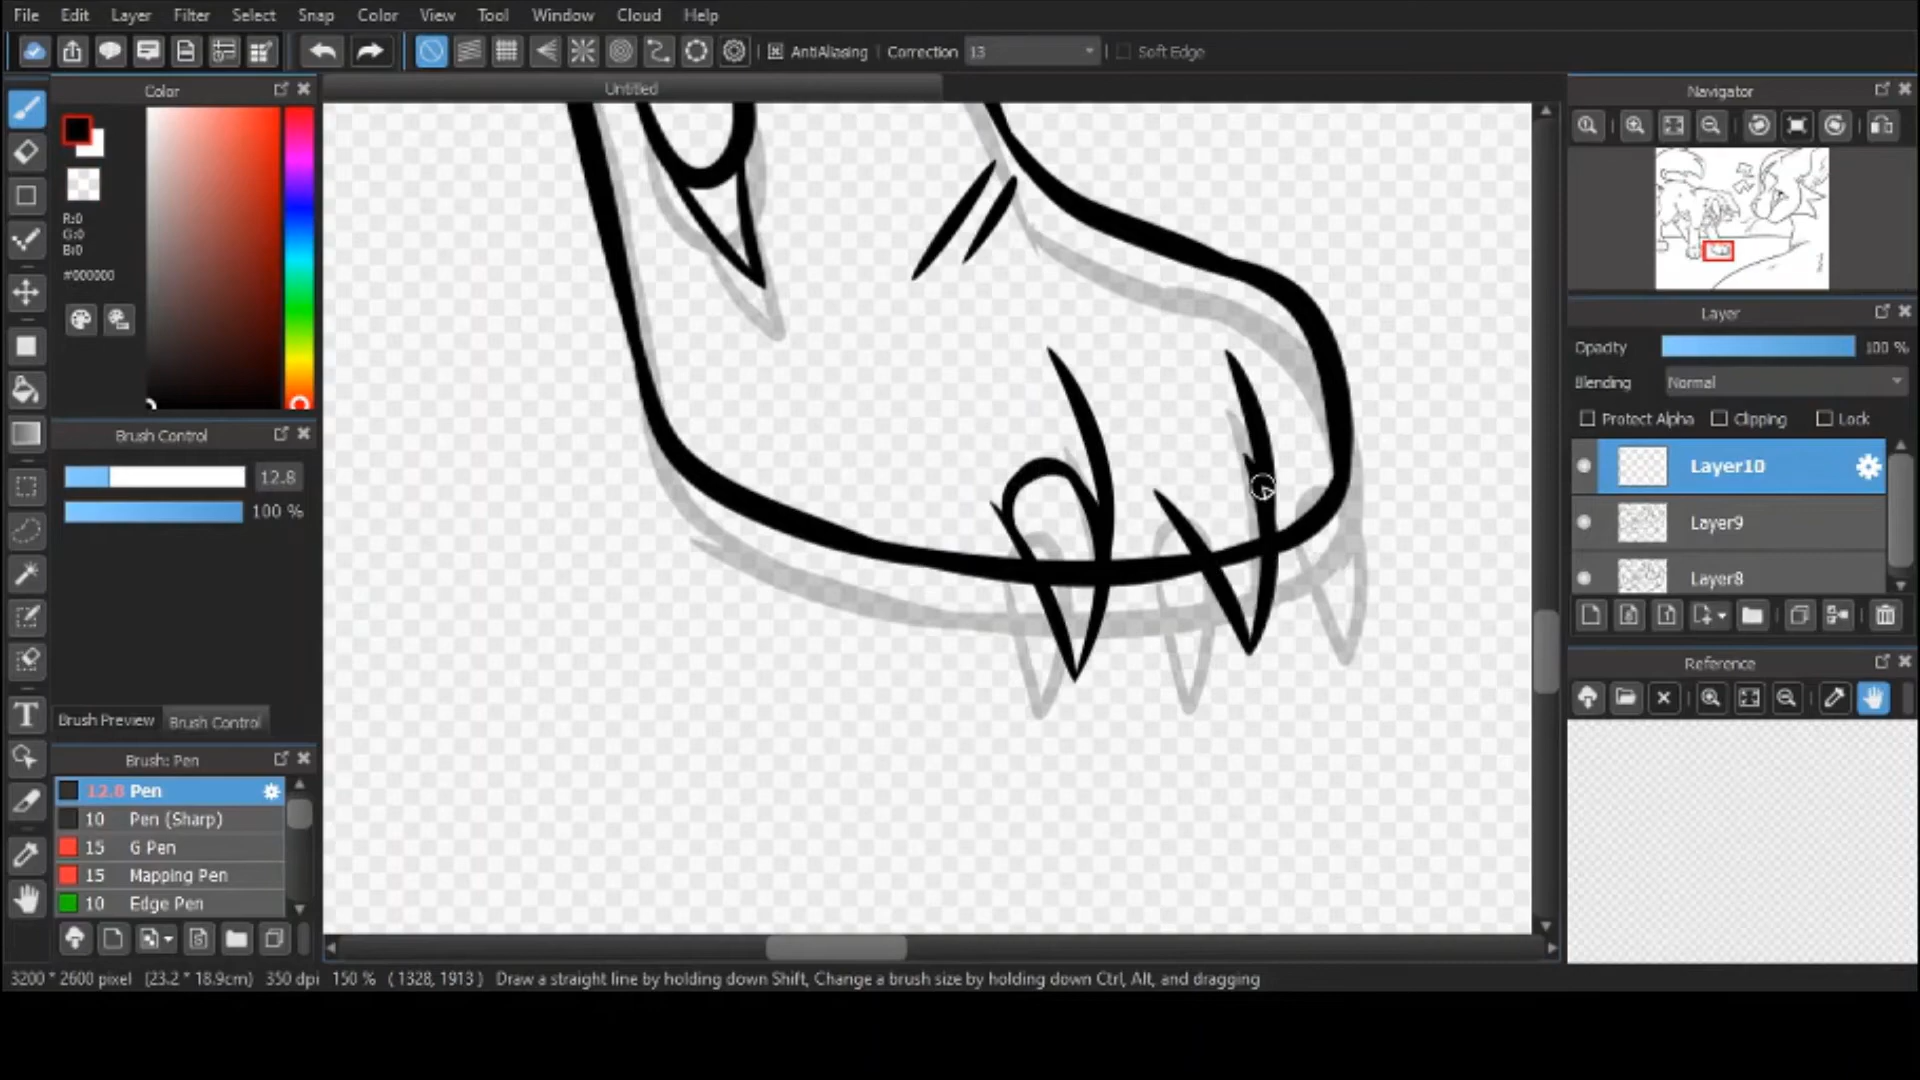 File Edit Layer Filter Select Snap Color View Tool Window Cloud Help
AntiAliasing Correction 13 Soft Edge
Color
Untitled
Navigator
R:0
G:0
B:0
#000000
Layer
Opacity 100 %
Blending Normal
Protect Alpha Clipping Lock
Brush Control
12.8
100 %
Layer10
Layer9
Layer8
Reference
Brush Preview Brush Control
Brush: Pen
12.8 Pen
10 Pen (Sharp)
15 G Pen
15 Mapping Pen
10 Edge Pen
3200 * 2600 pixel (23.2 * 18.9cm) 350 dpi 150 % ( 1328, 1913 ) Draw a straight line by holding down Shift, Change a brush size by holding down Ctrl, Alt, and dragging